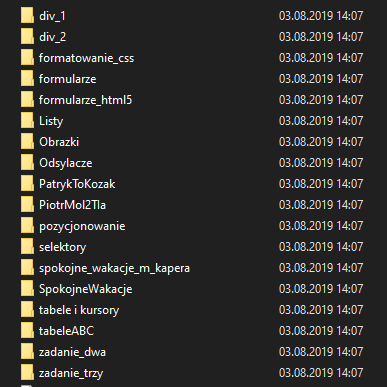 div_1 03.08.2019 14:07
div_2 03.08.2019 14:07
formatowanie_css 03.08.2019 14:07
formularze 03.08.2019 14:07
formularze_html5 03.08.2019 14:07
Listy 03.08.2019 14:07
Obrazki 03.08.2019 14:07
Odsylacze 03.08.2019 14:07
PatrykToKozak 03.08.2019 14:07
PiotrMol2Tla 03.08.2019 14:07
pozycjonowanie 03.08.2019 14:07
selektory 03.08.2019 14:07
spokojne_wakacje_m_kapera 03.08.2019 14:07
SpokojneWakacje 03.08.2019 14:07
tabele i kursory 03.08.2019 14:07
tabeleABC 03.08.2019 14:07
zadanie_dwa 03.08.2019 14:07
zadanie_trzy 03.08.2019 14:07